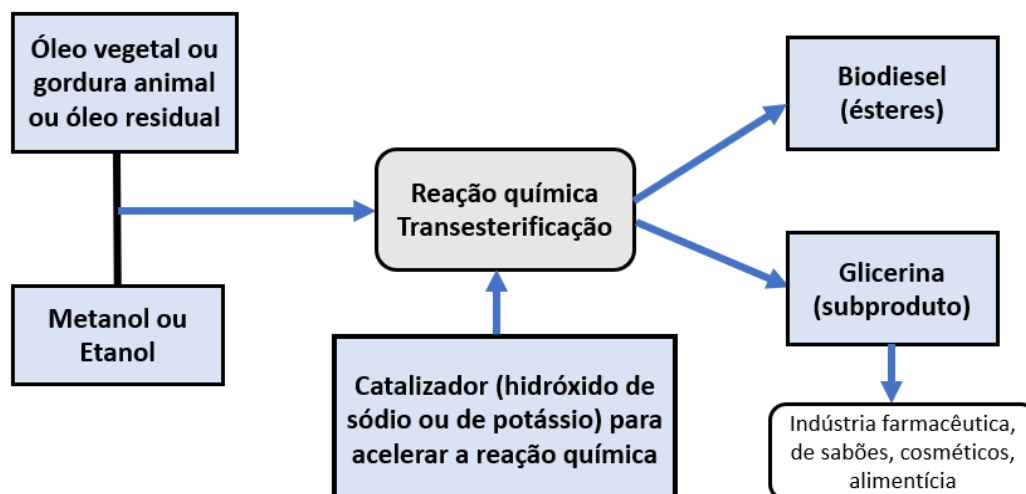 Óleo vegetal ou
gordura animal
ou óleo residual
Metanol ou
Etanol
Reação química
Transesterificação
Catalizador (hidróxido de
sódio ou de potássio) para
acelerar a reação química
Biodiesel
(ésteres)
Glicerina
(subproduto)
Indústria farmacêutica,
de sabões, cosméticos,
alimentícia